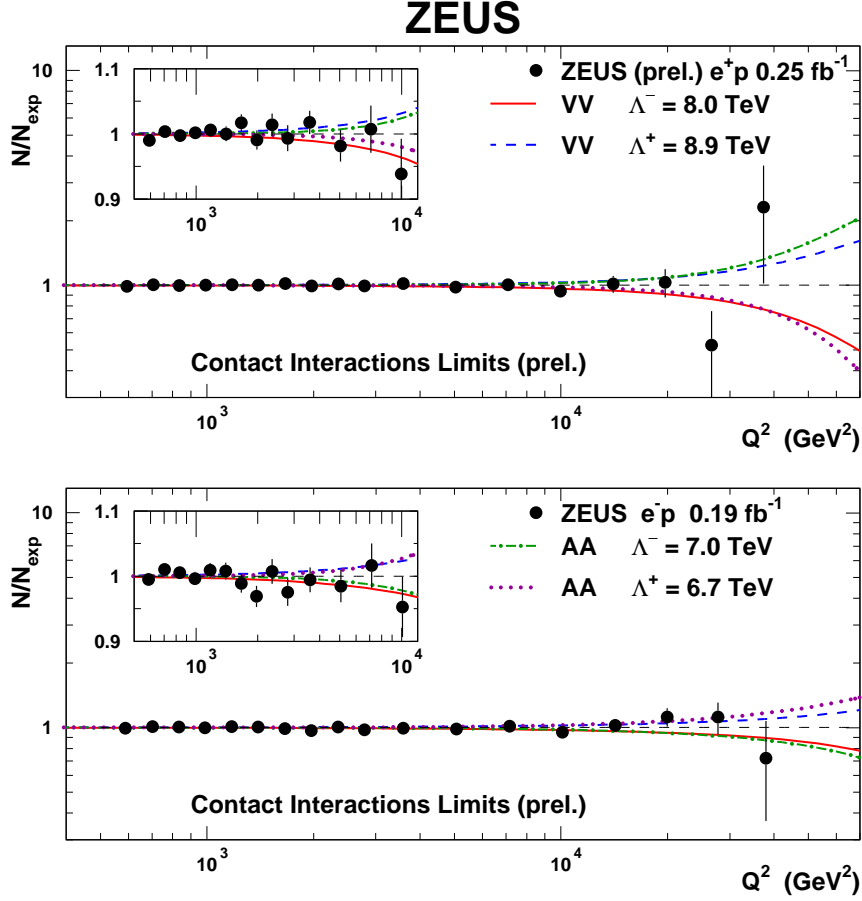 ZEUS
N/N_exp
10
1
1.1
1
0.9
10^3
10^4
ZEUS (prel.) e^+p 0.25 fb^-1
VV Λ^− = 8.0 TeV
VV Λ^+ = 8.9 TeV
Contact Interactions Limits (prel.)
10^3
10^4
Q^2 (GeV^2)
N/N_exp
10
1
1.1
1
0.9
10^3
10^4
ZEUS e^-p 0.19 fb^-1
AA Λ^− = 7.0 TeV
AA Λ^+ = 6.7 TeV
Contact Interactions Limits (prel.)
10^3
10^4
Q^2 (GeV^2)